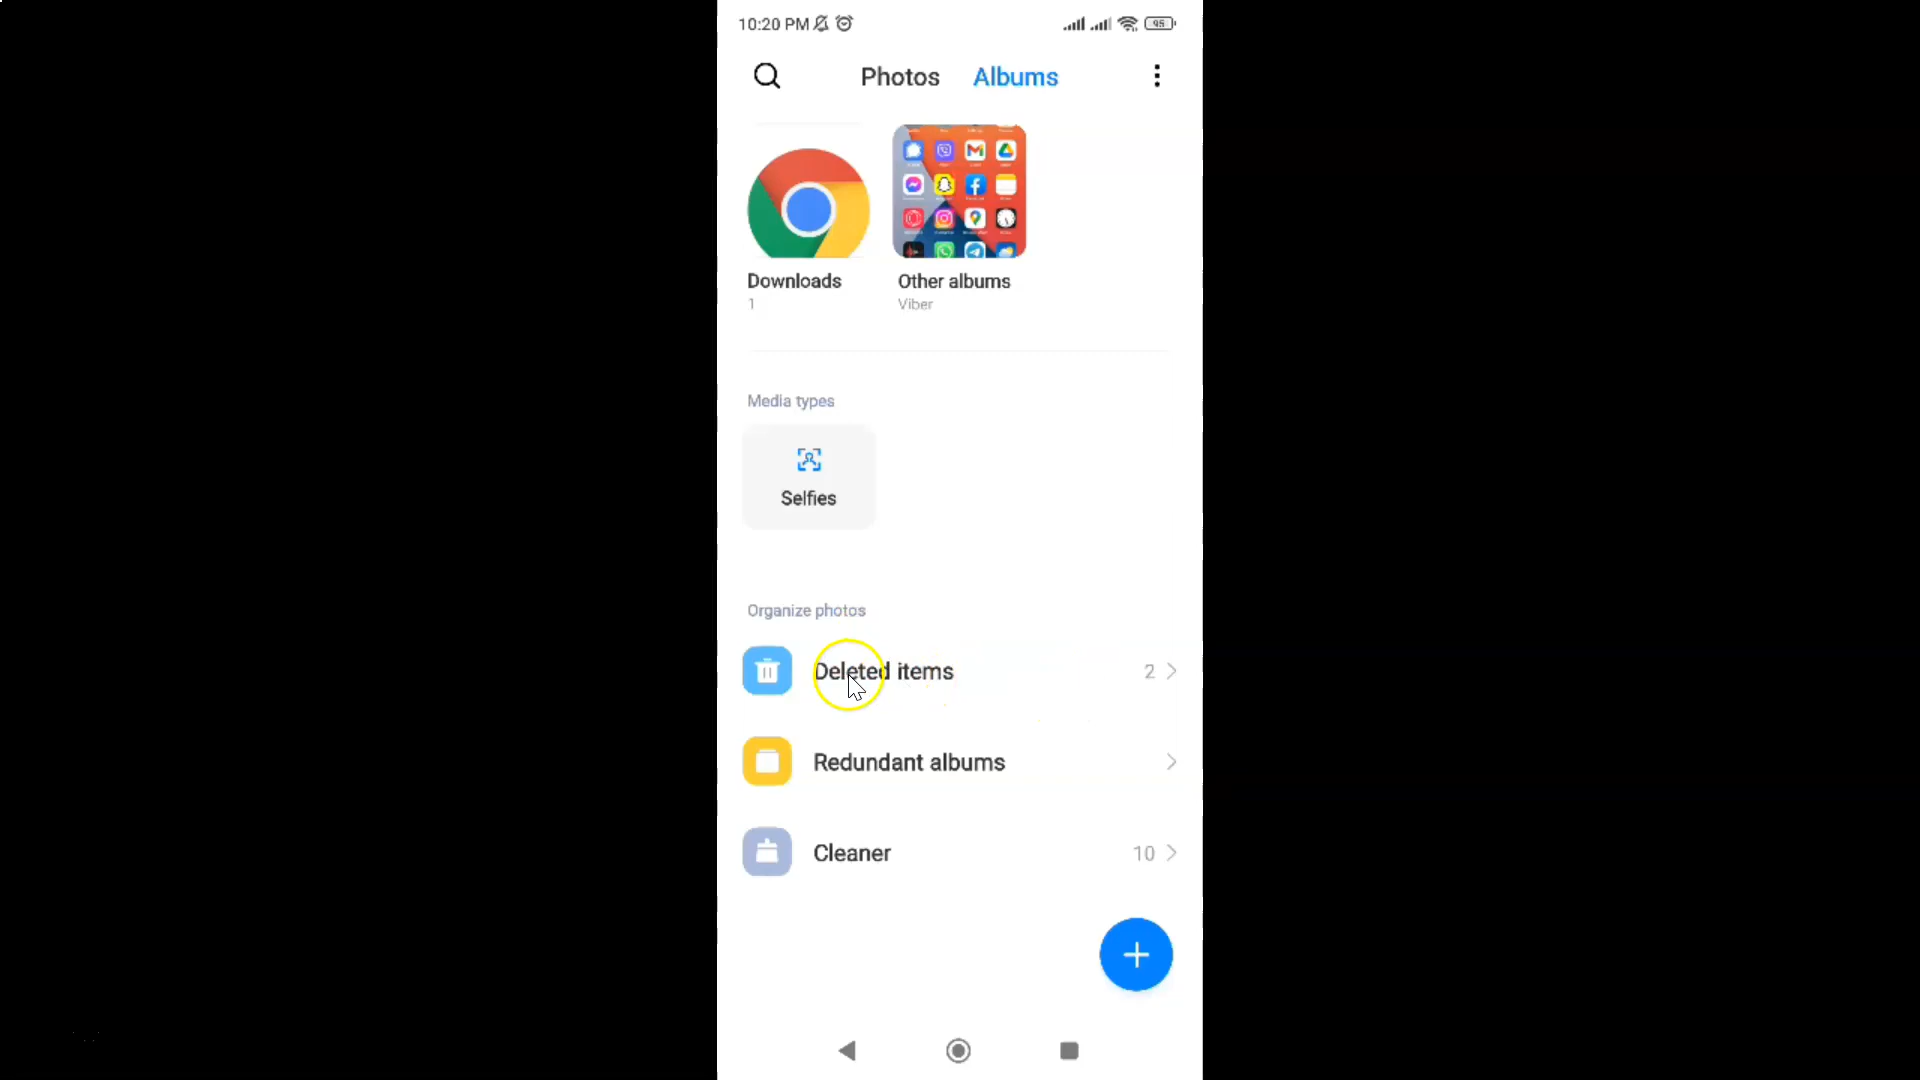 10:20 PM
95
Photos
Albums
Downloads
1
Other albums
Viber
Media types
Selfies
Organize photos
Deleted items
2
Redundant albums
Cleaner
10